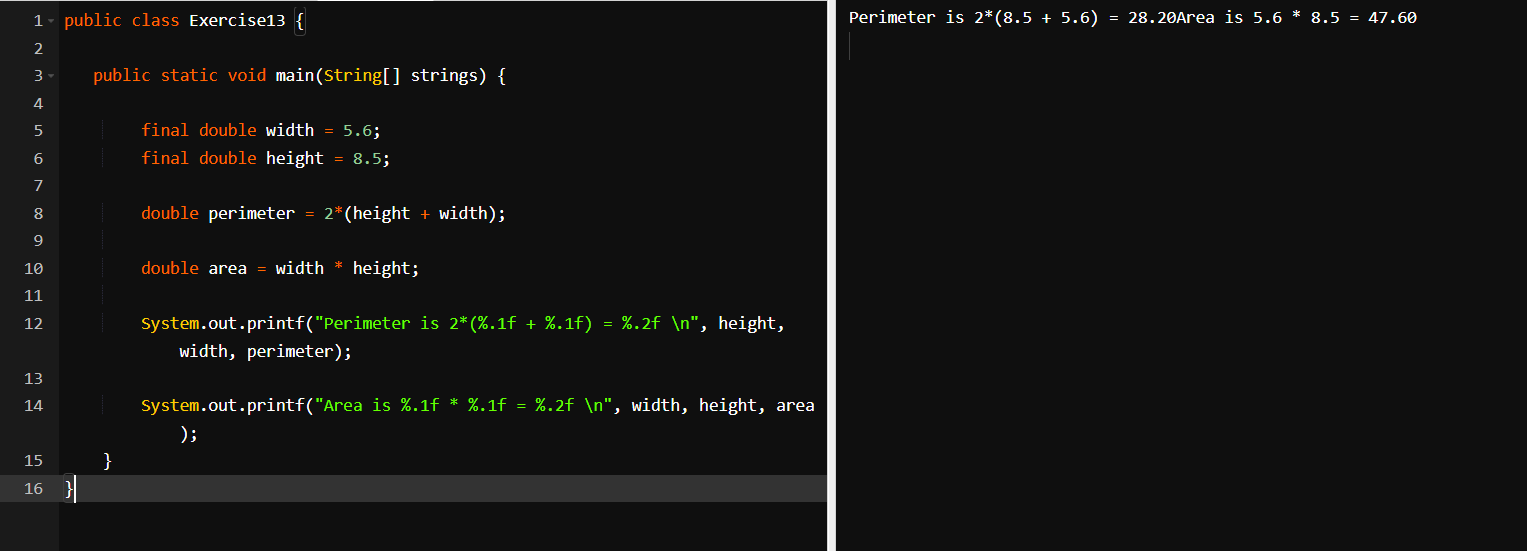 1 public class Exercise13 {
2
3 public static void main(String[] strings) {
4
5 final double width = 5.6;
6 final double height = 8.5;
7
8 double perimeter = 2*(height + width);
9
10 double area = width * height;
11
12 System.out.printf("Perimeter is 2*(%.1f + %.1f) = %.2f \n", height,
width, perimeter);
13
14 System.out.printf("Area is %.1f * %.1f = %.2f \n", width, height, area
);
15 }
16 }
Perimeter is 2*(8.5 + 5.6) = 28.20Area is 5.6 * 8.5 = 47.60